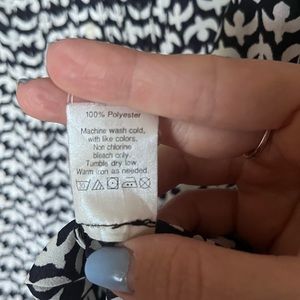 100% Polyester
Machine wash cold,
with like colors.
Non chlorine
bleach only.
Tumble dry low.
Warm iron as needed.